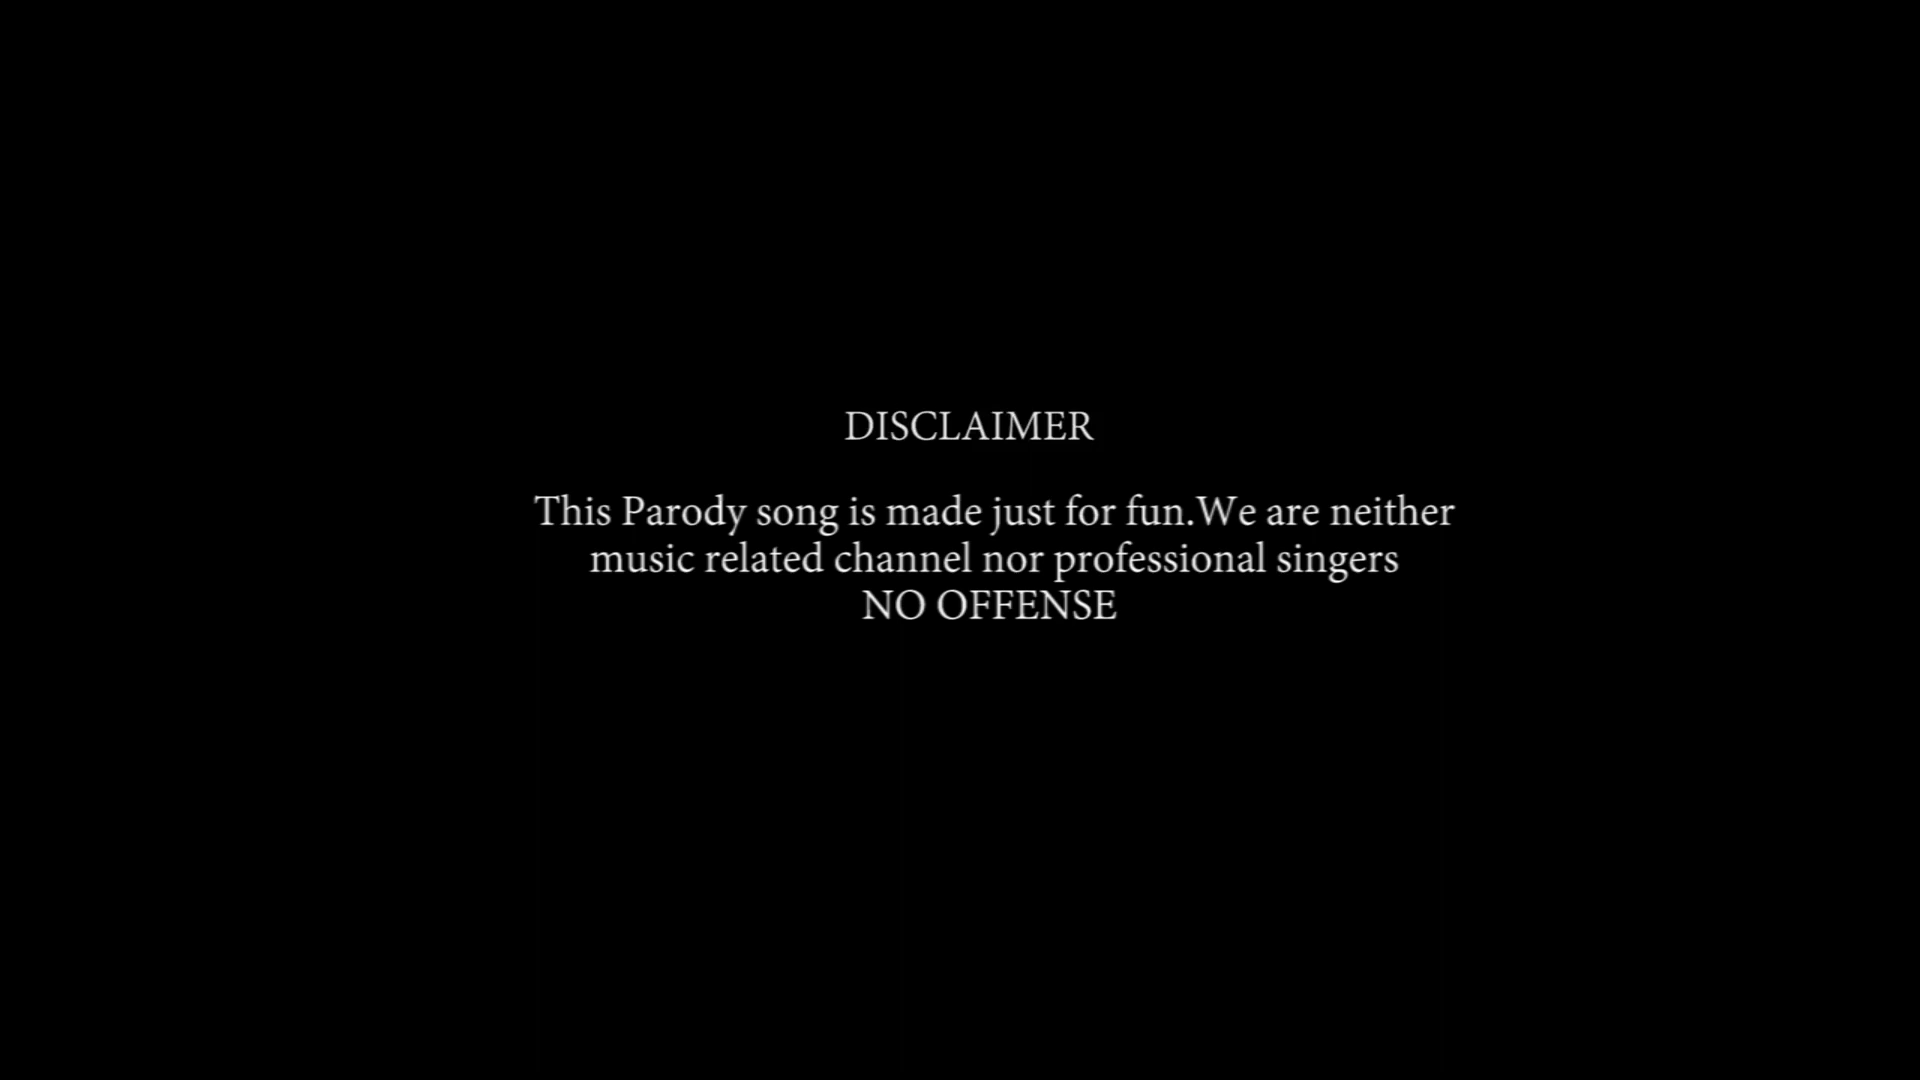 DISCLAIMER
This Parody song is made just for fun.We are neither
music related channel nor professional singers
NO OFFENSE